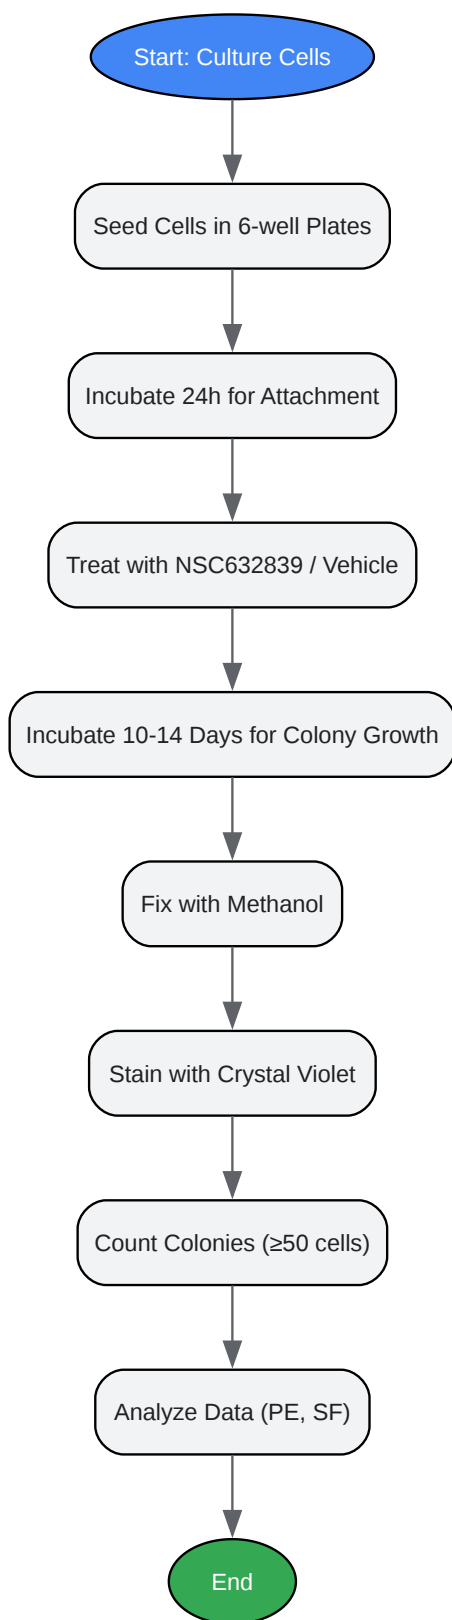 Start: Culture Cells
Seed Cells in 6-well Plates
Incubate 24h for Attachment
Treat with NSC632839 / Vehicle
Incubate 10-14 Days for Colony Growth
Fix with Methanol
Stain with Crystal Violet
Count Colonies (≥50 cells)
Analyze Data (PE, SF)
End